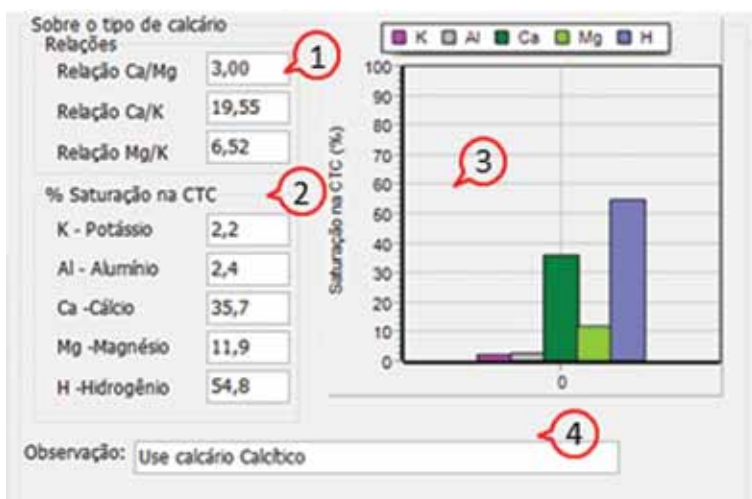 Sobre o tipo de calcário
Relações
Relação Ca/Mg 3,00
1
Relação Ca/K 19,55
Relação Mg/K 6,52
% Saturação na CTC
2
K - Potássio 2,2
Al - Alumínio 2,4
Ca -Cálcio 35,7
Mg -Magnésio 11,9
H -Hidrogênio 54,8
K Al Ca Mg H
Saturação na CTC (%)
100
90
80
70
60
50
40
30
20
10
0
3
0
4
Observação: Use calcário Calcítico